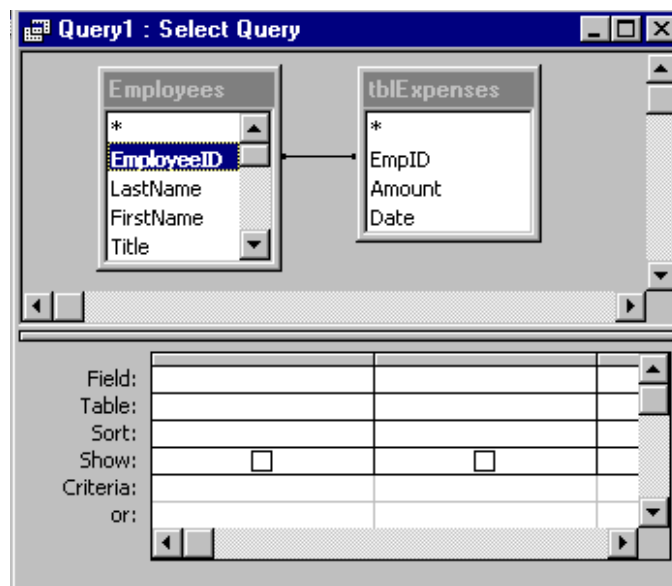 Query1 : Select Query
Employees
*
EmployeeID
LastName
FirstName
Title
tblExpenses
*
EmpID
Amount
Date
Field:
Table:
Sort:
Show:
Criteria:
or: